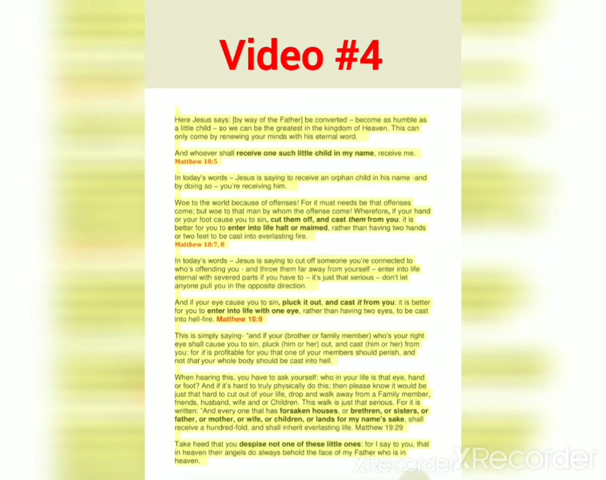 Video #4
Here Jesus says: [by way of the Father] be converted – become as humble as
a little child – so we can be the greatest in the kingdom of Heaven. This can
only come by renewing your minds with his eternal word.
And whoever shall receive one such little child in my name, receive me.
Matthew 18:5
In today's words – Jesus is saying to receive an orphan child in his name -and
by doing so – you're receiving him.
Woe to the world because of offenses! For it must needs be that offenses
come; but woe to that man by whom the offense come! Wherefore, if your hand
or your foot cause you to sin, cut them off, and cast them from you: it is
better for you to enter into life halt or maimed, rather than having two hands
or two feet to be cast into everlasting fire.
Matthew 18:7, 8
In today's words – Jesus is saying to cut off someone you're connected to
who's offending you - and throw them far away from yourself – enter into life
eternal with severed parts if you have to – it's just that serious – don't let
anyone pull you in the opposite direction.
And if your eye cause you to sin, pluck it out, and cast it from you: it is better
for you to enter into life with one eye, rather than having two eyes, to be cast
into hell-fire. Matthew 18:9
This is simply saying- "and if your (brother or family member) who's your right
eye shall cause you to sin, pluck (him or her) out, and cast (him or her) from
you: for it is profitable for you that one of your members should perish, and
not that your whole body should be cast into hell.
When hearing this, you have to ask yourself: who in your life is that eye, hand
or foot? And if it's hard to truly physically do this; then please know it would be
just that hard to cut out of your life, drop and walk away from a Family member,
friends, husband, wife and or Children. This walk is just that serious. For it is
written: "And every one that has forsaken houses, or brethren, or sisters, or
father, or mother, or wife, or children, or lands for my name's sake, shall
receive a hundred-fold, and shall inherit everlasting life. Matthew 19:29
Take heed that you despise not one of these little ones: for I say to you, that
in heaven their angels do always behold the face of my Father who is in
heaven.
XRecorder
XRecorder